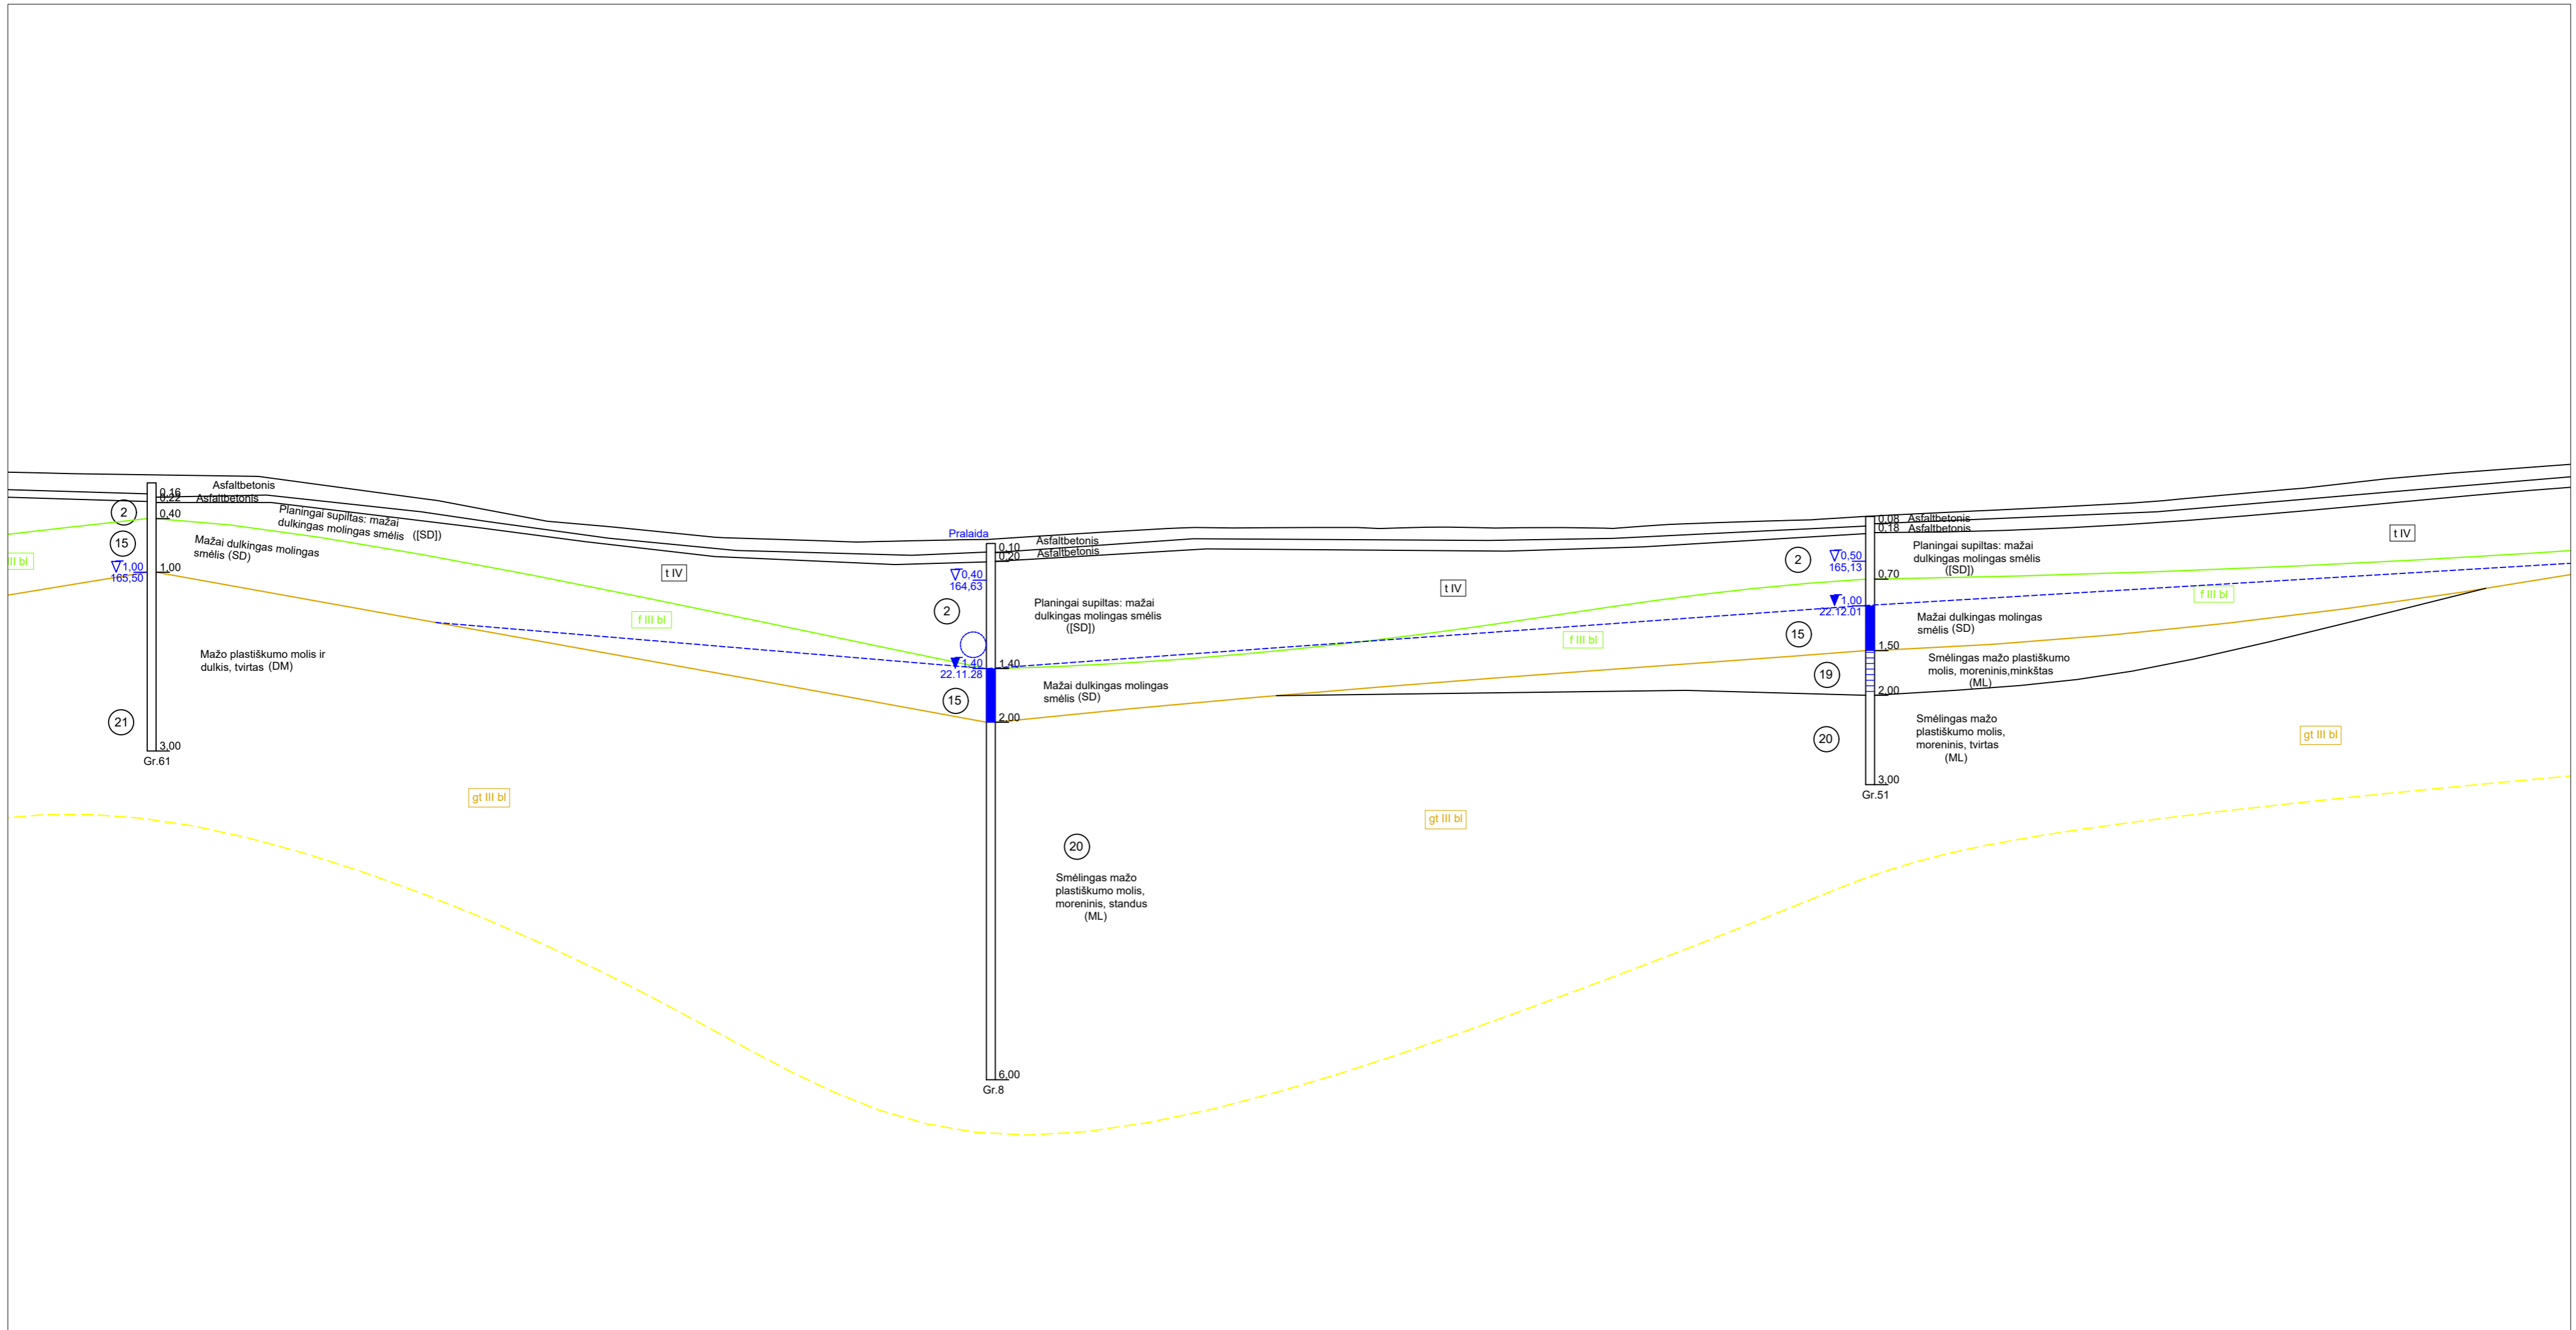 0,16
Asfaltbetonis
0,22
Asfaltbetonis
2
0,40
Planingai supiltas: mažai
dulkingas molingas smėlis ([SD])
15
Mažai dulkingas molingas
smėlis (SD)
III bl
1,00
165,50
1,00
t IV
f III bl
Mažo plastiškumo molis ir
dulkis, tvirtas (DM)
21
3,00
Gr.61
gt III bl
Pralaida
0,10
Asfaltbetonis
0,20
Asfaltbetonis
0,40
164,63
2
Planingai supiltas: mažai
dulkingas molingas smėlis
([SD])
1,40
22.11.28
1,40
15
Mažai dulkingas molingas
smėlis (SD)
2,00
20
Smėlingas mažo
plastiškumo molis,
moreninis, standus
(ML)
6,00
Gr.8
t IV
f III bl
gt III bl
0,08
Asfaltbetonis
0,18
Asfaltbetonis
2
0,50
165,13
Planingai supiltas: mažai
dulkingas molingas smėlis
([SD])
0,70
1,00
22.12.01
15
Mažai dulkingas molingas
smėlis (SD)
1,50
19
Smėlingas mažo plastiškumo
molis, moreninis,minkštas
(ML)
2,00
20
Smėlingas mažo
plastiškumo molis,
moreninis, tvirtas
(ML)
3,00
Gr.51
t IV
f III bl
gt III bl